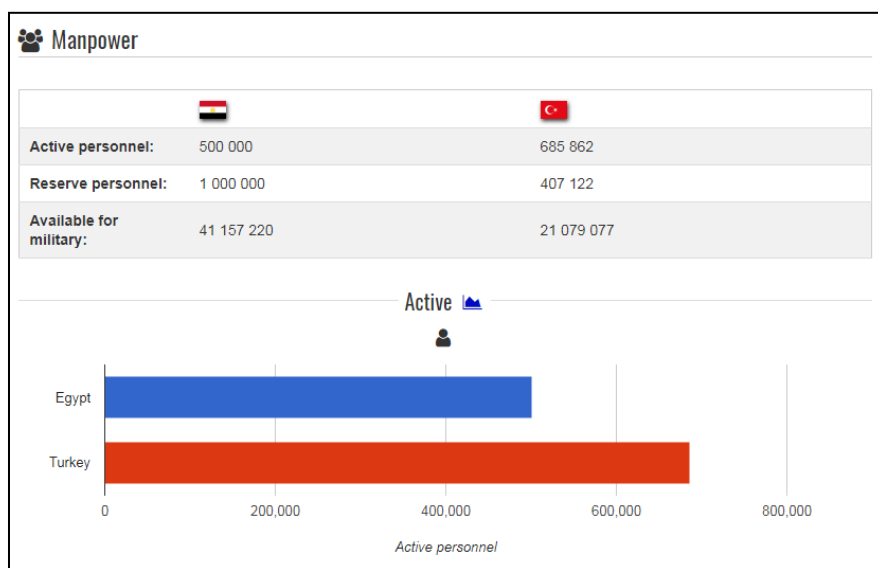 Manpower
Active personnel: 500 000 685 862
Reserve personnel: 1 000 000 407 122
Available for
military: 41 157 220 21 079 077
Active
Egypt
Turkey
0 200,000 400,000 600,000 800,000
Active personnel